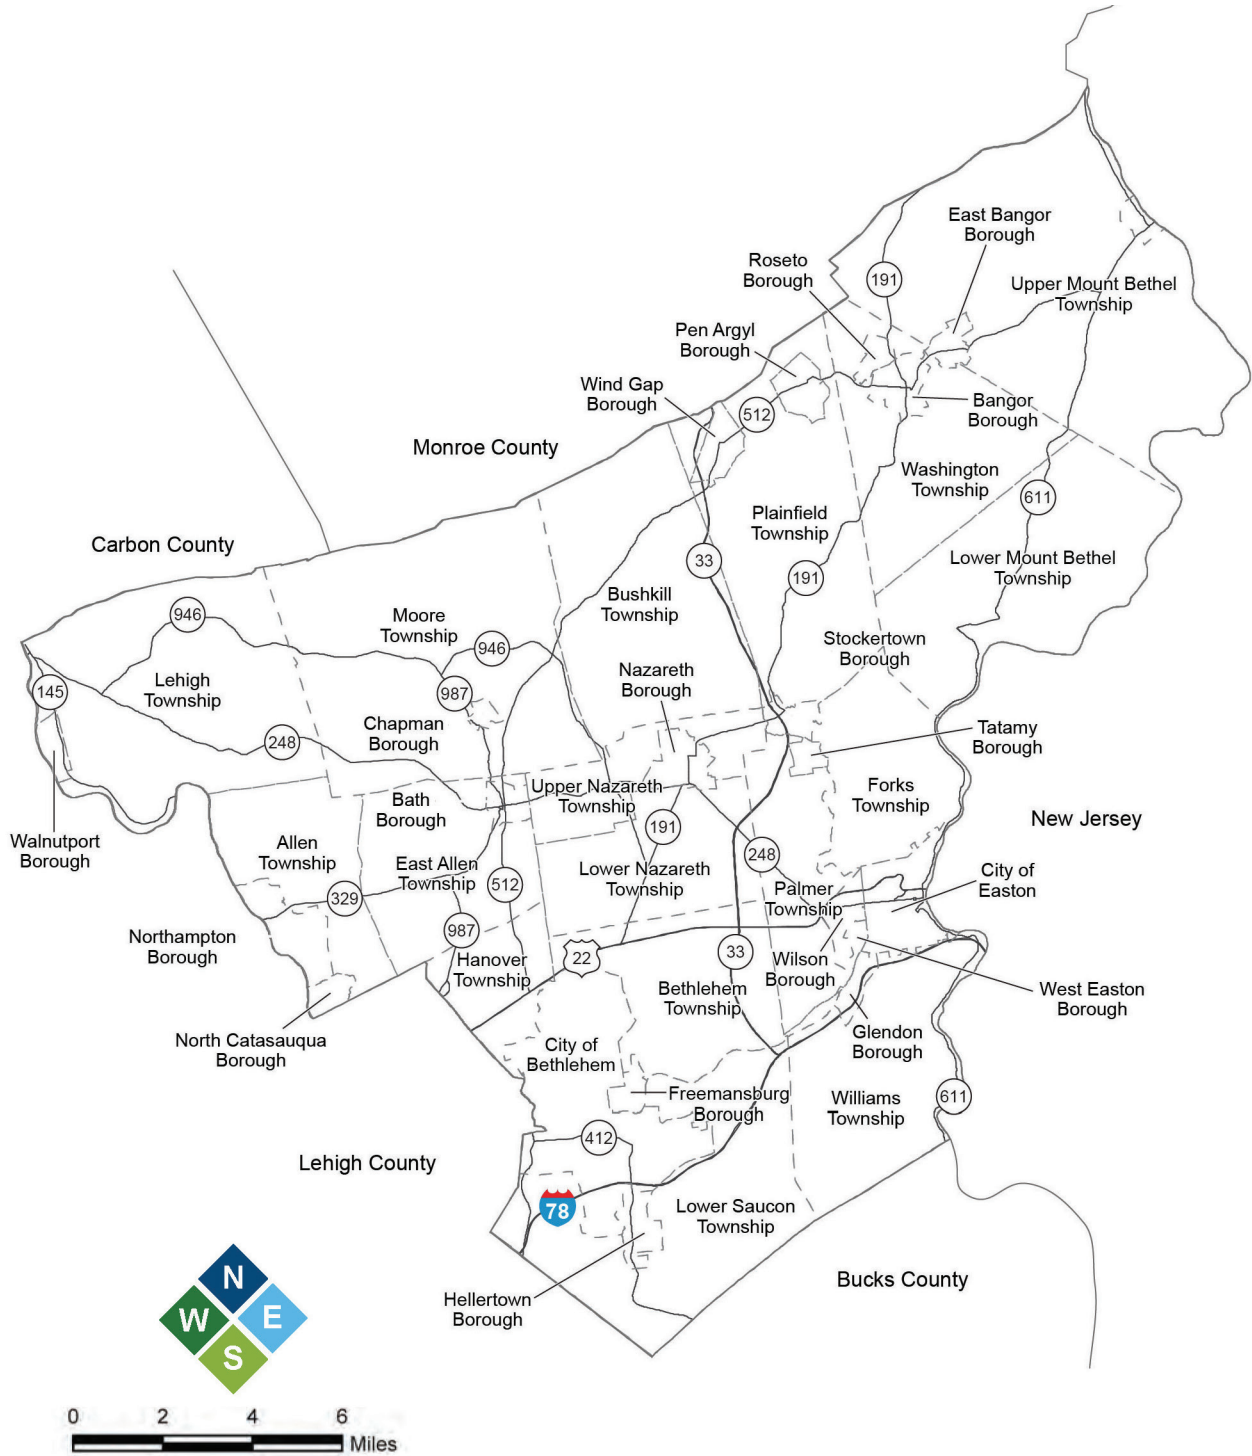 East Bangor
Borough
Roseto
Borough
191
Upper Mount Bethel
Township
Pen Argyl
Borough
Wind Gap
Borough
512
Bangor
Borough
Monroe County
Washington
Township
611
Plainfield
Township
Carbon County
33
191
Lower Mount Bethel
Township
Bushkill
Township
946
Moore
Township
946
Stockertown
Borough
Nazareth
Borough
145
Lehigh
Township
987
Chapman
Borough
248
Tatamy
Borough
Upper Nazareth
Township
Forks
Township
Bath
Borough
New Jersey
191
Walnutport
Borough
Allen
Township
248
East Allen
Township
512
Lower Nazareth
Township
City of
Easton
329
Palmer
Township
Northampton
Borough
987
Hanover
Township
22
33
Wilson
Borough
Bethlehem
Township
West Easton
Borough
North Catasauqua
Borough
City of
Bethlehem
Glendon
Borough
Freemansburg
Borough
Williams
Township
611
412
Lehigh County
78
Lower Saucon
Township
Bucks County
Hellertown
Borough
N
W
E
S
0 2 4 6
Miles